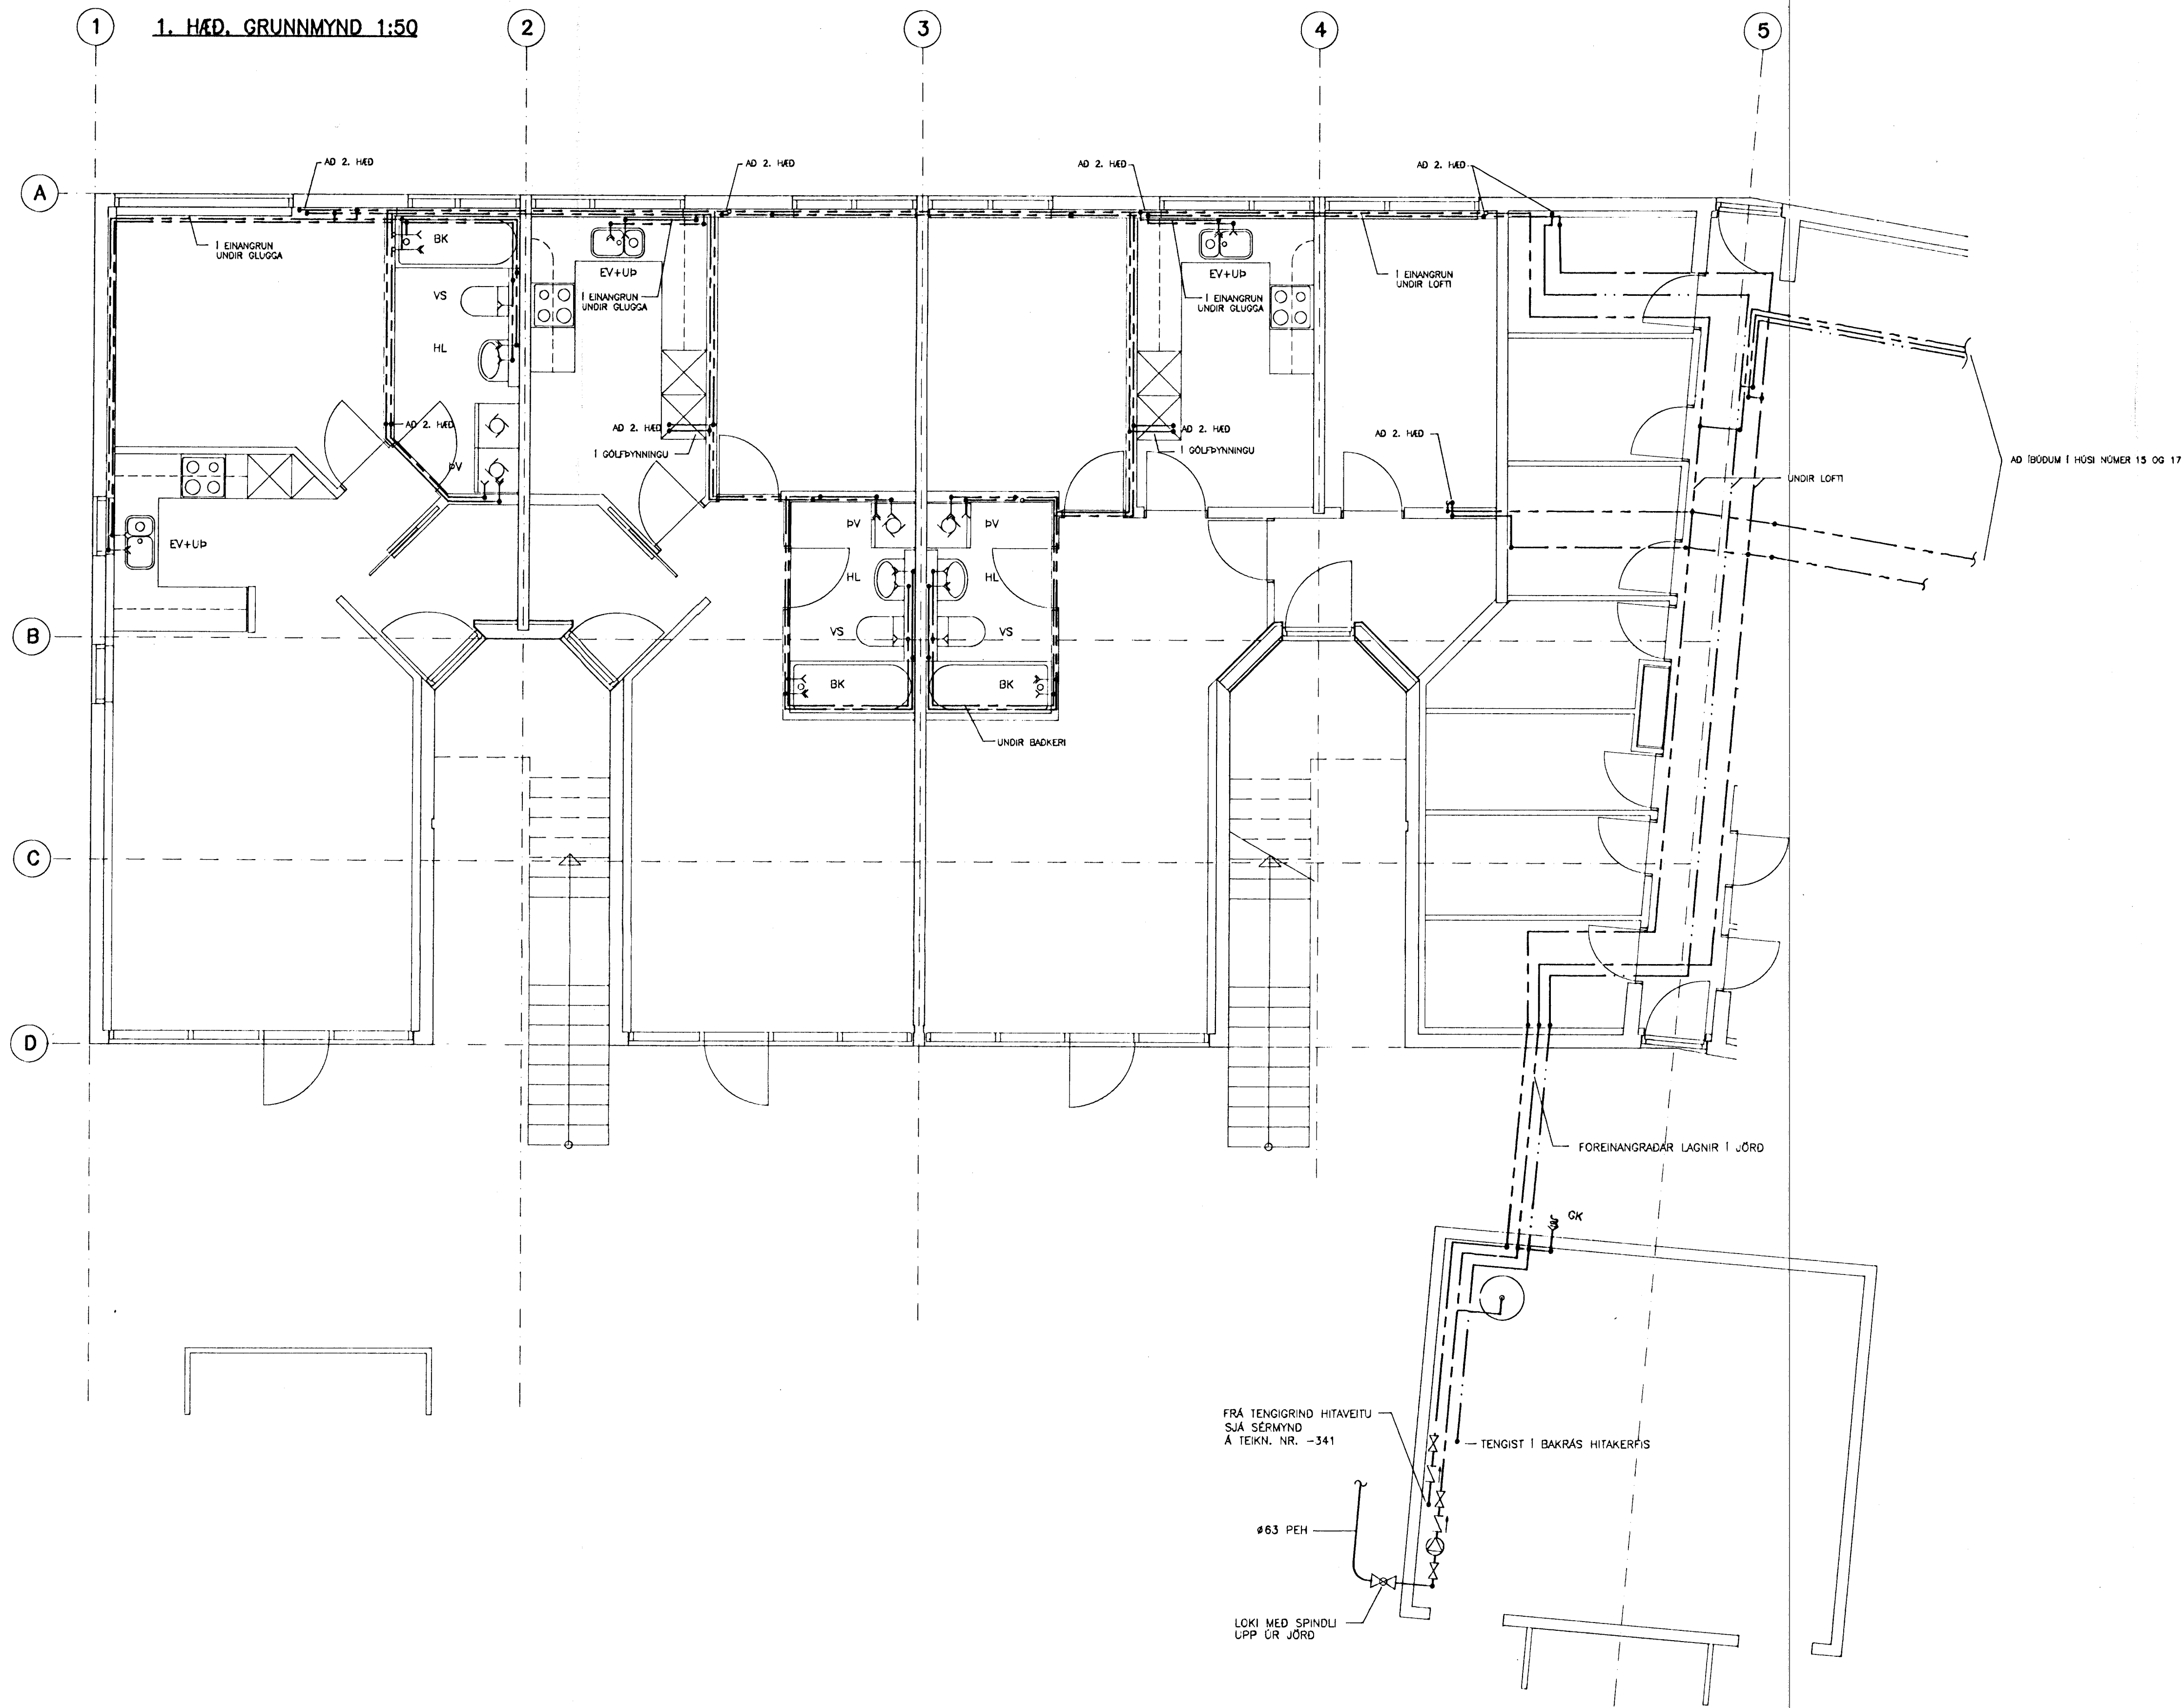 1. HÆÐ. GRUNNMYND 1:50
1
2
3
4
5
A
B
C
D
AÐ 2. HÆÐ
AÐ 2. HÆÐ
AÐ 2. HÆÐ
AÐ 2. HÆÐ
Í EINANGRUN
UNDIR GLUGGA
BK
VS
HL
AÐ 2. HÆÐ
ÞV
EV+UÞ
EV+UÞ
Í EINANGRUN
UNDIR GLUGGA
AÐ 2. HÆÐ
Í GÓLFÞYNNINGU
EV+UÞ
Í EINANGRUN
UNDIR GLUGGA
AÐ 2. HÆÐ
Í GÓLFÞYNNINGU
Í EINANGRUN
UNDIR LOFTI
AÐ 2. HÆÐ
AÐ ÍBÚÐUM Í HÚSI NÚMER 15 OG 17
UNDIR LOFTI
ÞV
HL
VS
BK
ÞV
HL
VS
BK
UNDIR BAÐKERI
FOREINANGRAÐAR LAGNIR Í JÖRÐ
GK
FRÁ TENGIGRIND HITAVEITU
SJÁ SÉRMYND
Á TEIKN. NR. -341
TENGIST Í BAKRÁS HITAKERFIS
ø63 PEH
LOKI MEÐ SPINDLI
UPP ÚR JÖRÐ